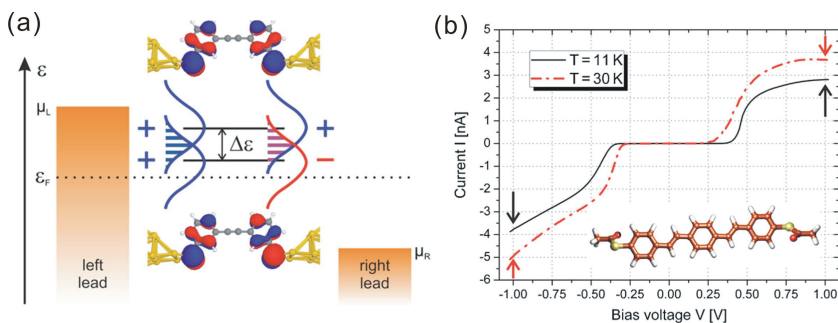 (a)
ε
μL
+
+
Δε
+
−
εF
left
lead
right
lead
μR
(b)
Current I [nA]
5
4
3
2
1
0
-1
-2
-3
-4
-5
-6
T = 11 K
T = 30 K
-1.00 -0.75 -0.50 -0.25 0.00 0.25 0.50 0.75 1.00
Bias voltage V [V]